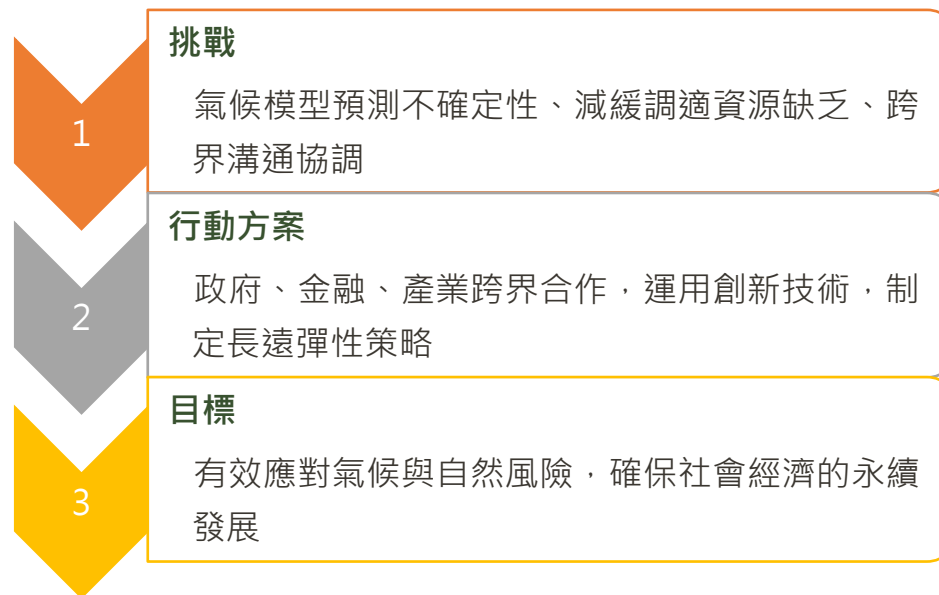 1
挑戰
氣候模型預測不確定性、減緩調適資源缺乏、跨
界溝通協調
2
行動方案
政府、金融、產業跨界合作，運用創新技術，制
定長遠彈性策略
3
目標
有效應對氣候與自然風險，確保社會經濟的永續
發展